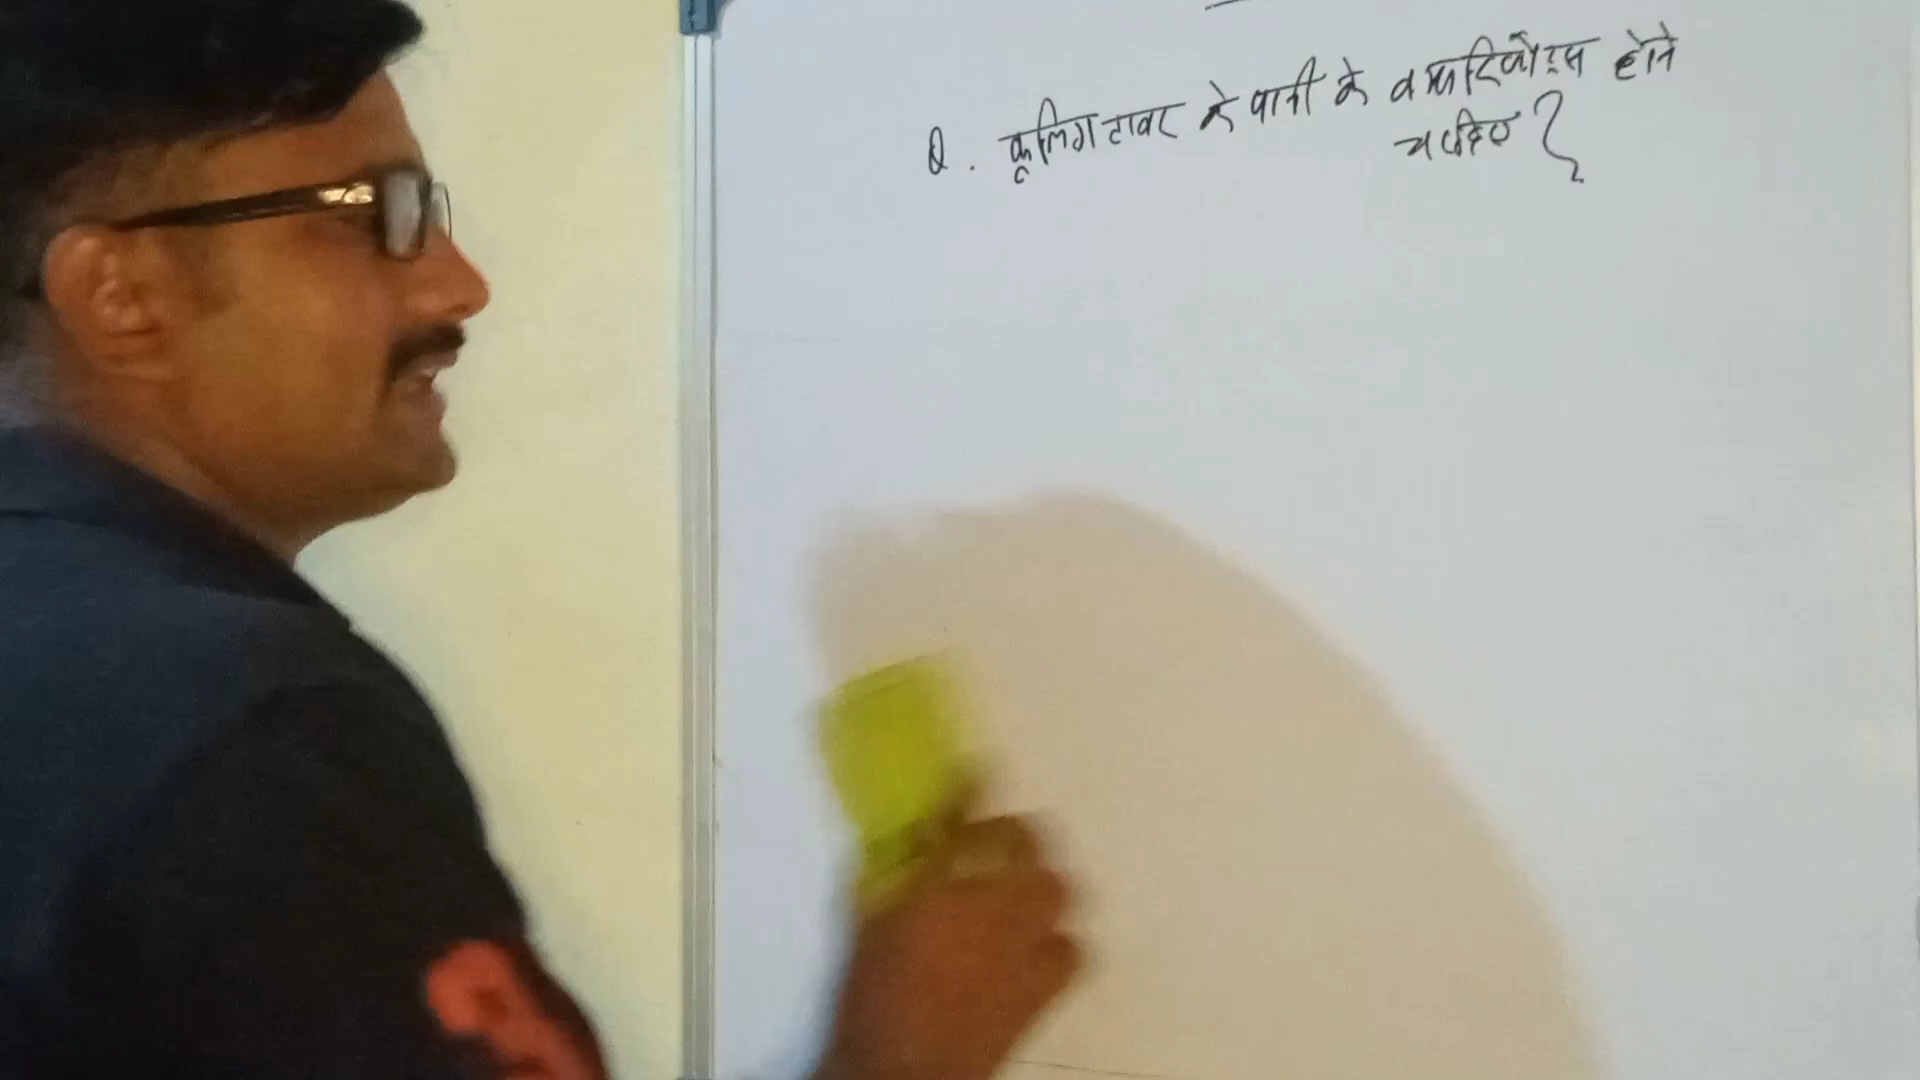 Q. कूलिंग टावर के पानी के क्या रिपोर्ट्स होने
चाहिए ?